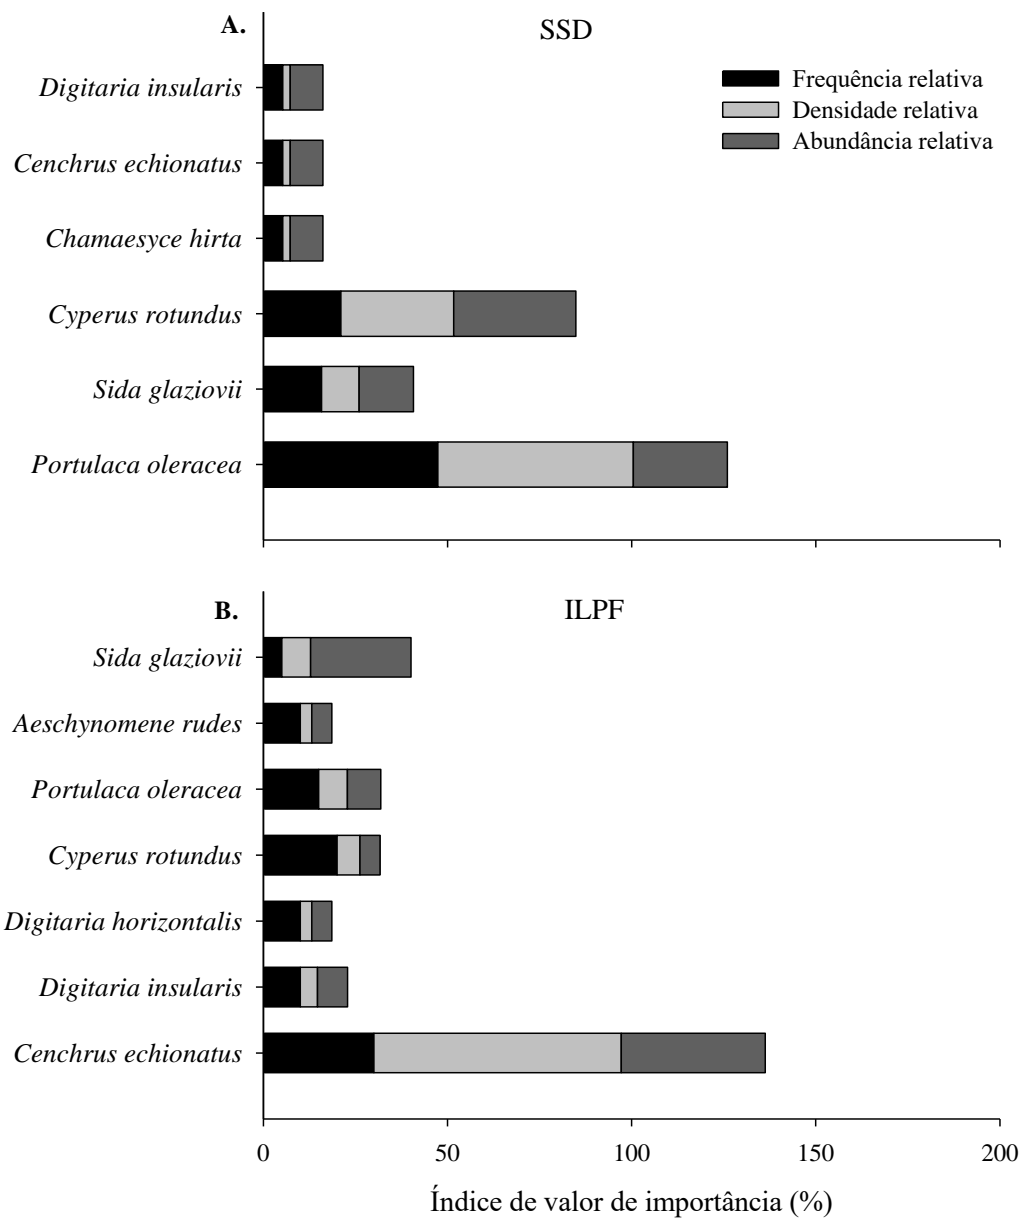 A.
SSD
Frequência relativa
Densidade relativa
Abundância relativa
Digitaria insularis
Cenchrus echionatus
Chamaesyce hirta
Cyperus rotundus
Sida glaziovii
Portulaca oleracea
B.
ILPF
Sida glaziovii
Aeschynomene rudes
Portulaca oleracea
Cyperus rotundus
Digitaria horizontalis
Digitaria insularis
Cenchrus echionatus
0 50 100 150 200
Índice de valor de importância (%)